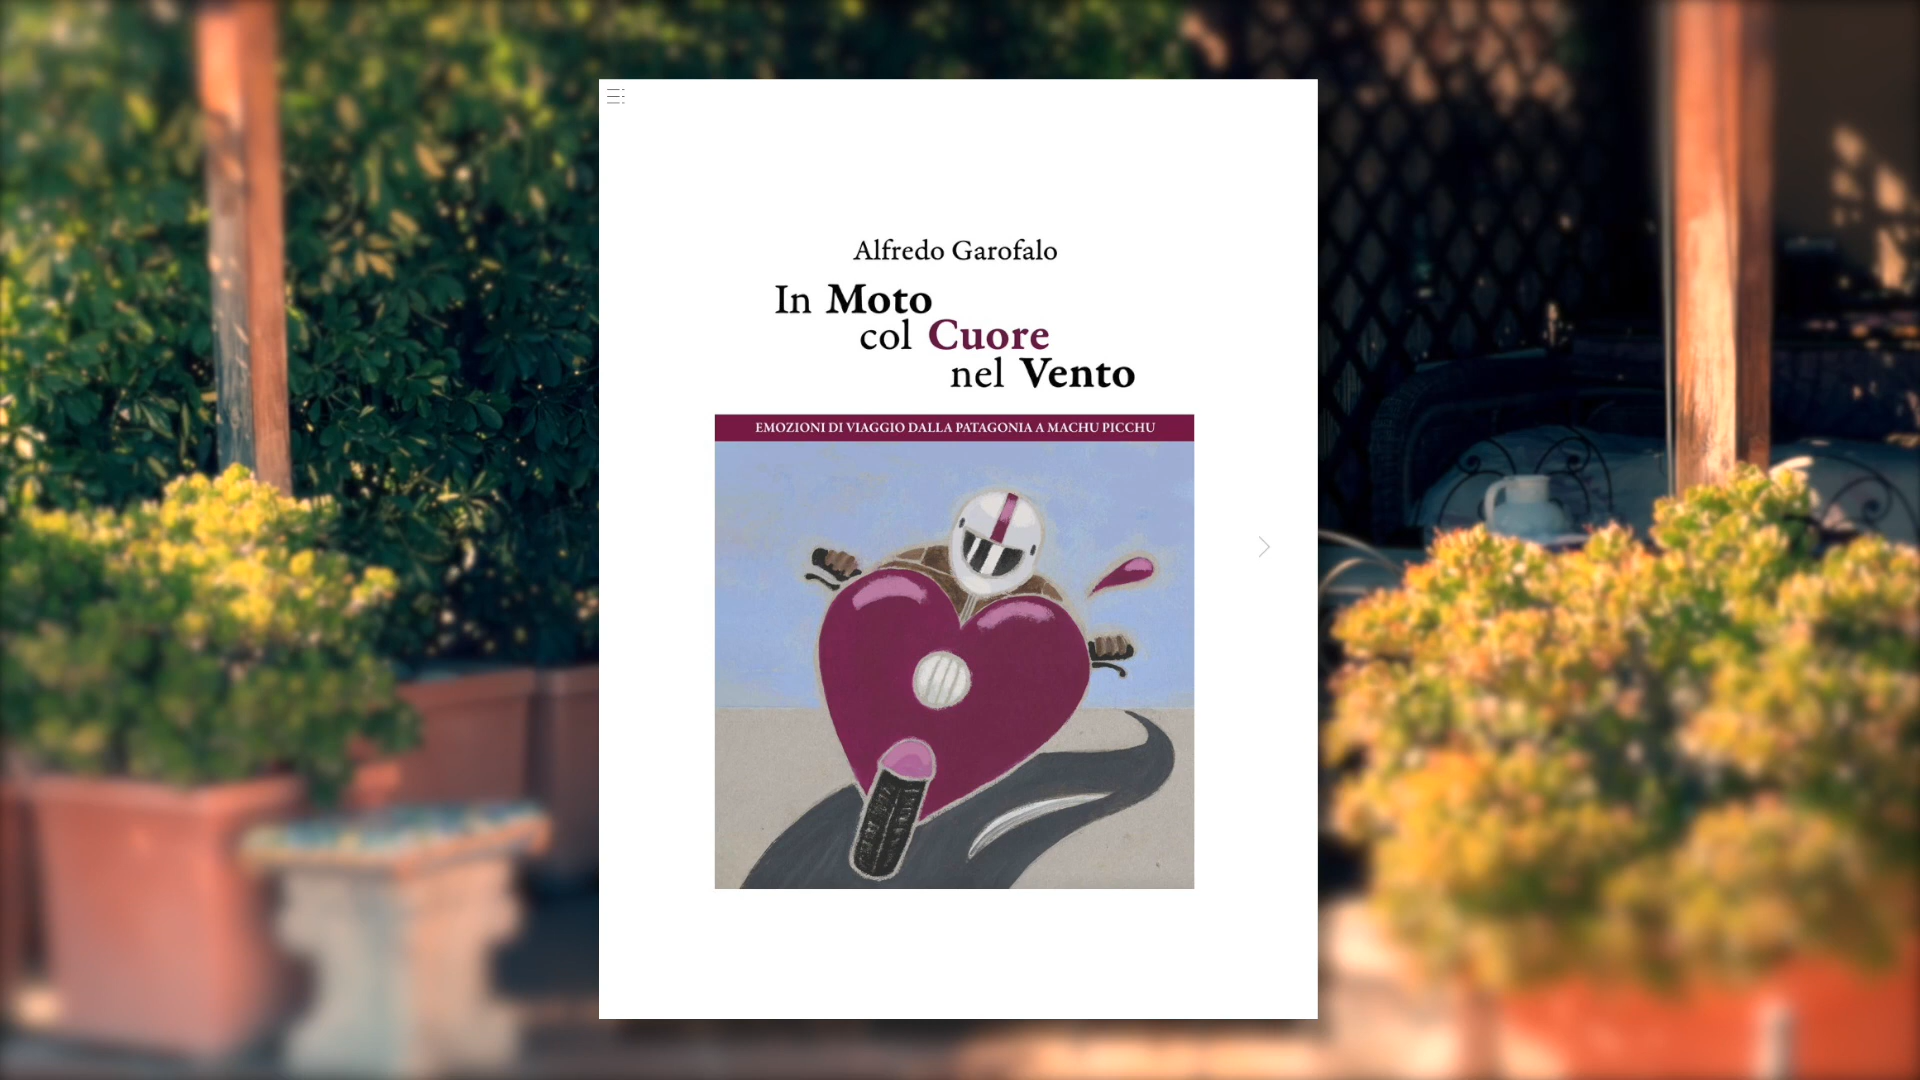 Alfredo Garofalo
In Moto
col Cuore
nel Vento
EMOZIONI DI VIAGGIO DALLA PATAGONIA A MACHU PICCHU